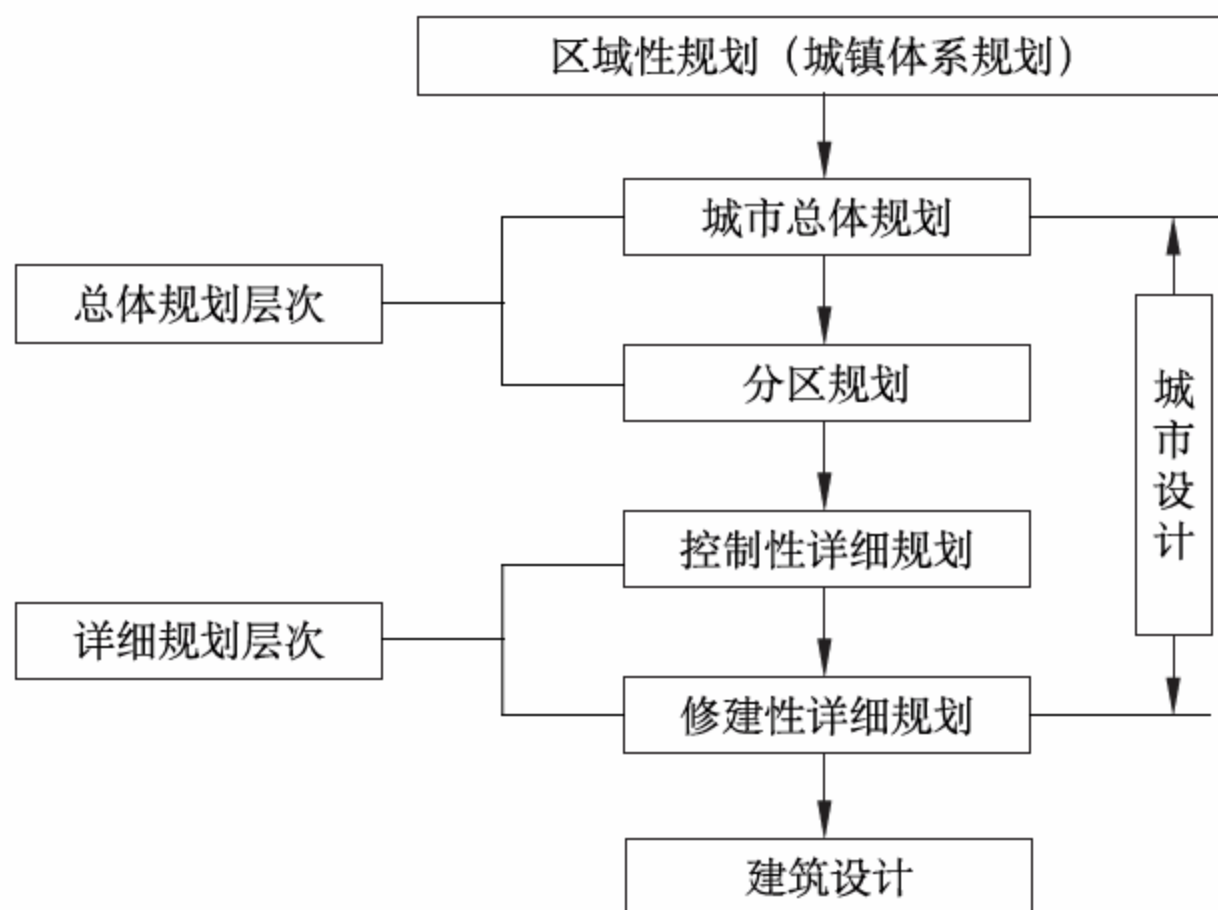 区域性规划（城镇体系规划）
城市总体规划
总体规划层次
分区规划
城市设计
控制性详细规划
详细规划层次
修建性详细规划
建筑设计